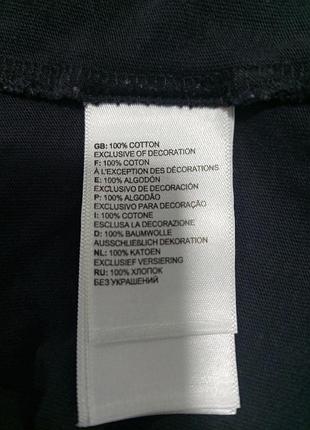 GB: 100% COTTON
EXCLUSIVE OF DECORATION
F: 100% COTON
À L'EXCEPTION DES DÉCORATIONS
E: 100% ALGODÓN
EXCLUSIVO DE DECORACIÓN
P: 100% ALGODÃO
EXCLUSIVO PARA DECORAÇÃO
I: 100% COTONE
ESCLUSA LA DECORAZIONE
D: 100% BAUMWOLLE
AUSSCHLIEßLICH DEKORATION
NL: 100% KATOEN
EXCLUSIEF VERSIERING
RU: 100% ХЛОПОК
БЕЗ УКРАШЕНИЙ